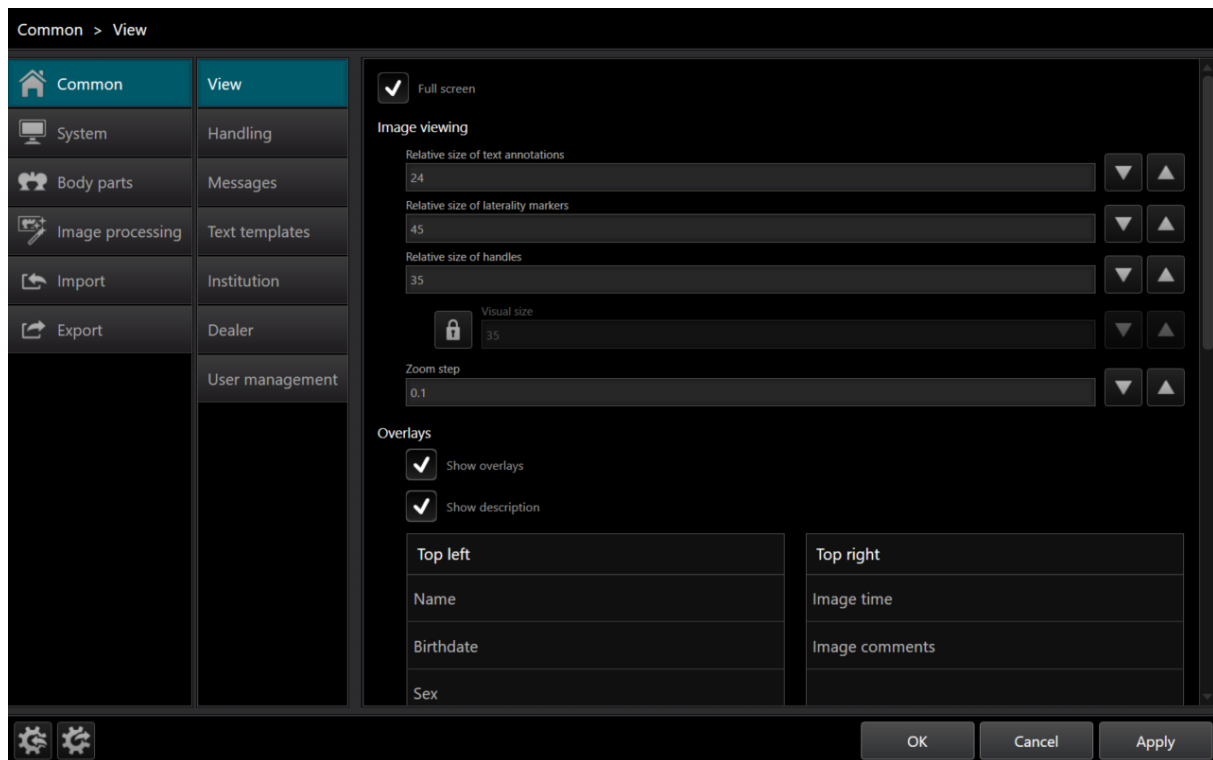 Common > View
Common
System
Body parts
Image processing
Import
Export
View
Handling
Messages
Text templates
Institution
Dealer
User management
Full screen
Image viewing
Relative size of text annotations
24
Relative size of laterality markers
45
Relative size of handles
35
Visual size
35
Zoom step
0.1
Overlays
Show overlays
Show description
Top left
Name
Birthdate
Sex
Top right
Image time
Image comments
OK
Cancel
Apply